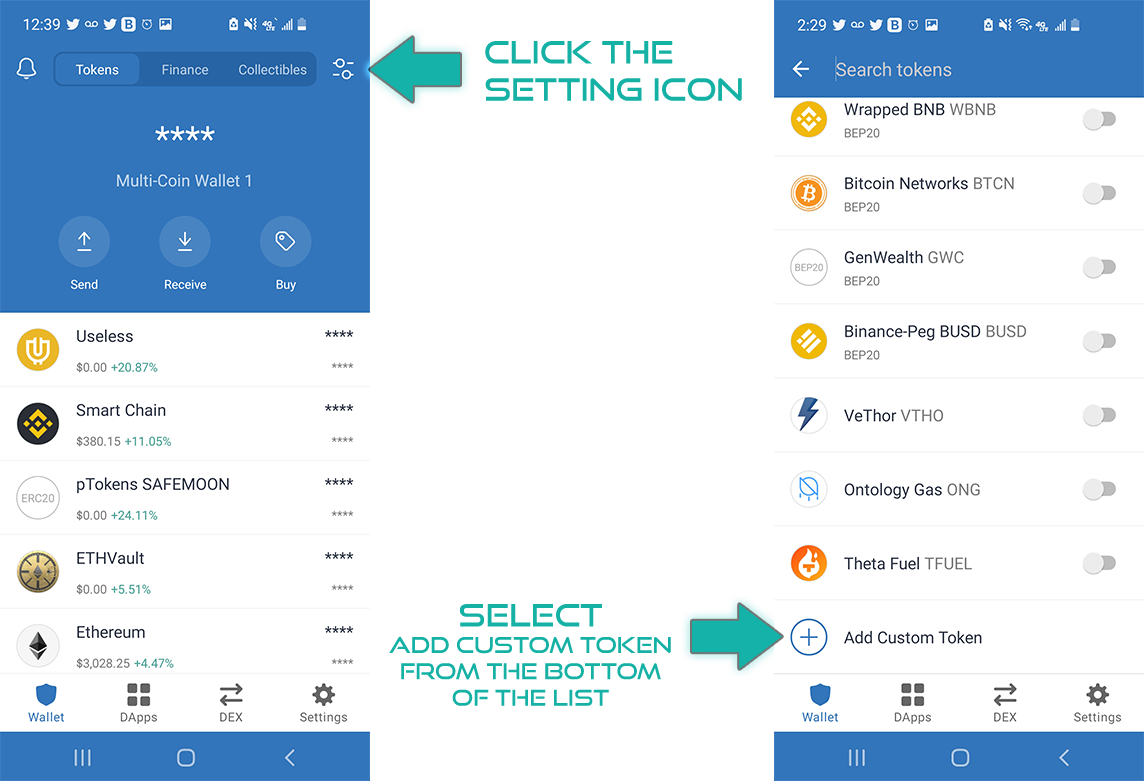 12:39
Tokens
Finance
Collectibles
****
Multi-Coin Wallet 1
Send
Receive
Buy
Useless
****
$0.00 +20.87%
****
Smart Chain
****
$380.15 +11.05%
****
ERC20
pTokens SAFEMOON
****
$0.00 +24.11%
****
ETHVault
****
$0.00 +5.51%
****
Ethereum
****
$3,028.25 +4.47%
****
Wallet
DApps
DEX
Settings
CLICK THE
SETTING ICON
SELECT
ADD CUSTOM TOKEN
FROM THE BOTTOM
OF THE LIST
2:29
Search tokens
Wrapped BNB WBNB
BEP20
Bitcoin Networks BTCN
BEP20
BEP20
GenWealth GWC
BEP20
Binance-Peg BUSD BUSD
BEP20
VeThor VTHO
Ontology Gas ONG
Theta Fuel TFUEL
Add Custom Token
Wallet
DApps
DEX
Settings